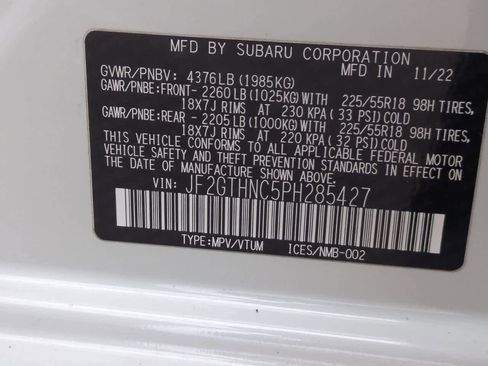 MFD BY SUBARU CORPORATION
MFD IN 11/22
GVWR/PNBV: 4376LB (1985KG)
GAWR/PNBE: FRONT- 2260 LB (1025KG) WITH 225/55R18 98H TIRES,
18X7J RIMS AT 230 KPA ( 33 PSI) COLD
GAWR/PNBE: REAR - 2205 LB (1000KG) WITH 225/55R18 98H TIRES,
18X7J RIMS AT 220 KPA ( 32 PSI) COLD
THIS VEHICLE CONFORMS TO ALL APPLICABLE FEDERAL MOTOR
VEHICLE SAFETY AND THEFT PREVENTION STANDARDS IN EFFECT ON THE
DATE OF MANUFACTURE SHOWN ABOVE.
VIN: JF2GTHNC5PH285427
TYPE:MPV/VTUM ICES/NMB-002